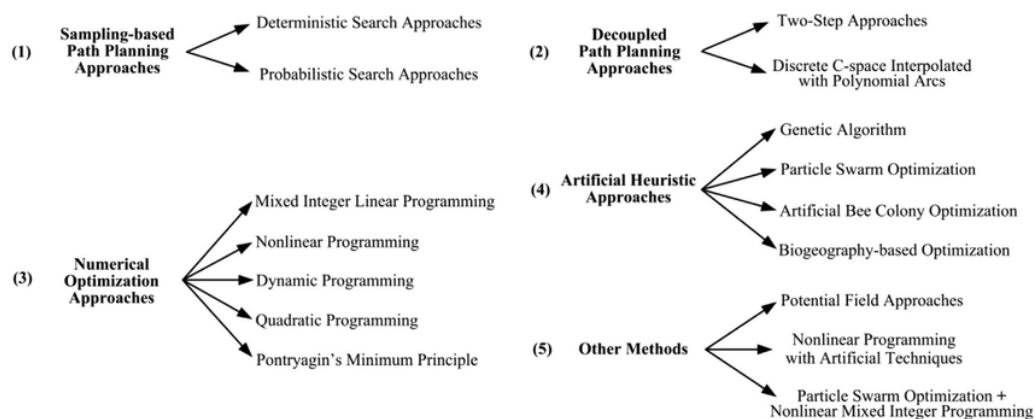 (1)
Sampling-based
Path Planning
Approaches
Deterministic Search Approaches
Probabilistic Search Approaches
(2)
Decoupled
Path Planning
Approaches
Two-Step Approaches
Discrete C-space Interpolated
with Polynomial Arcs
(3)
Numerical
Optimization
Approaches
Mixed Integer Linear Programming
Nonlinear Programming
Dynamic Programming
Quadratic Programming
Pontryagin's Minimum Principle
(4)
Artificial Heuristic
Approaches
Genetic Algorithm
Particle Swarm Optimization
Artificial Bee Colony Optimization
Biogeography-based Optimization
(5)
Other Methods
Potential Field Approaches
Nonlinear Programming
with Artificial Techniques
Particle Swarm Optimization +
Nonlinear Mixed Integer Programming